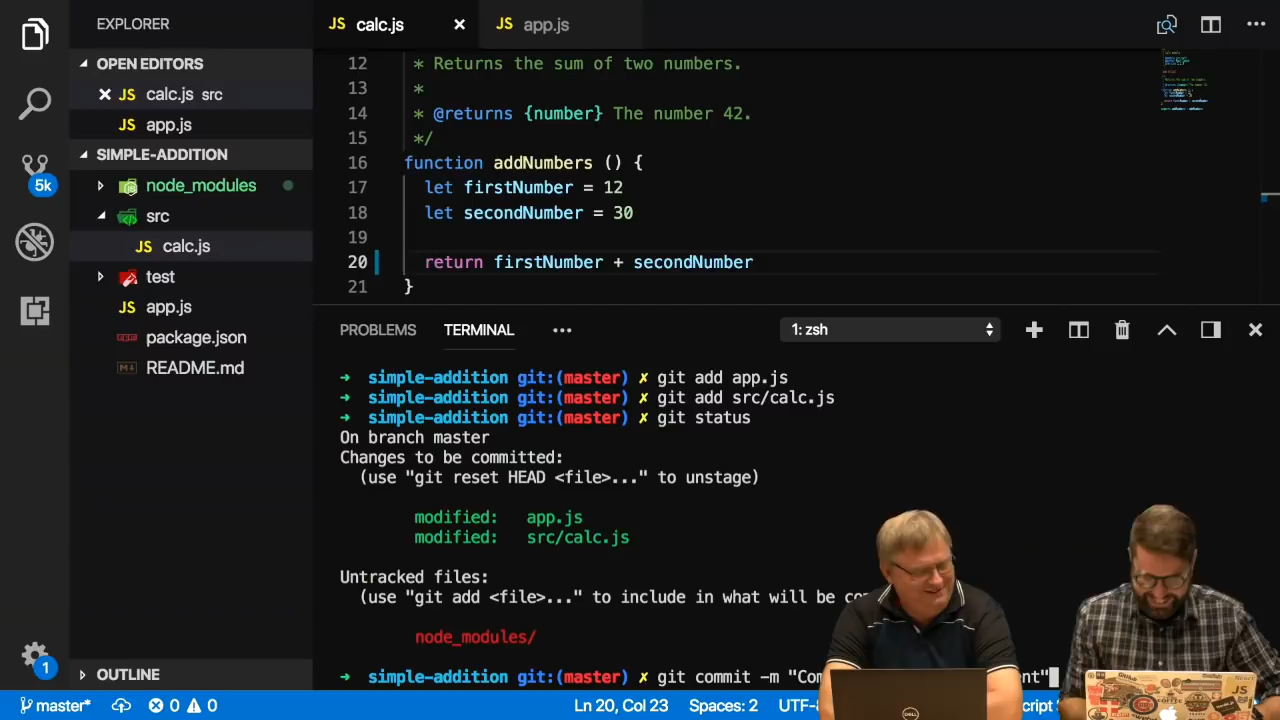 EXPLORER
OPEN EDITORS
JS calc.js src
JS app.js
SIMPLE-ADDITION
node_modules
src
JS calc.js
test
JS app.js
package.json
README.md
OUTLINE
5k
1
JS calc.js
JS app.js
12 * Returns the sum of two numbers.
13 *
14 * @returns {number} The number 42.
15 */
16 function addNumbers () {
17 let firstNumber = 12
18 let secondNumber = 30
19
20 return firstNumber + secondNumber
21 }
PROBLEMS TERMINAL ••• 1: zsh
➜ simple-addition git:(master) ✗ git add app.js
➜ simple-addition git:(master) ✗ git add src/calc.js
➜ simple-addition git:(master) ✗ git status
On branch master
Changes to be committed:
(use "git reset HEAD <file>..." to unstage)
modified: app.js
modified: src/calc.js
Untracked files:
(use "git add <file>..." to include in what will be
node_modules/
➜ simple-addition git:(master) ✗ git commit -m
master* 0 0 Ln 20, Col 23 Spaces: 2
DELL